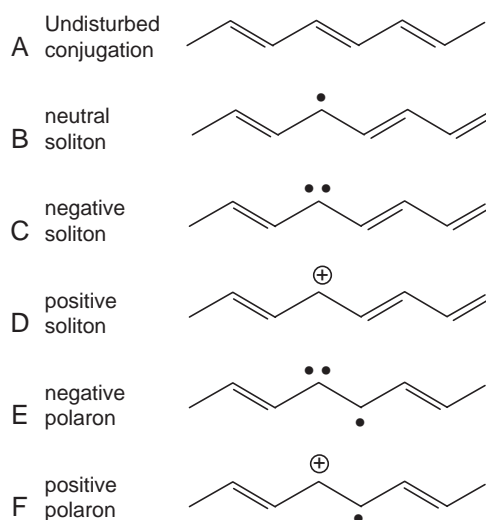 A Undisturbed
conjugation
B neutral
soliton
C negative
soliton
D positive
soliton
E negative
polaron
F positive
polaron